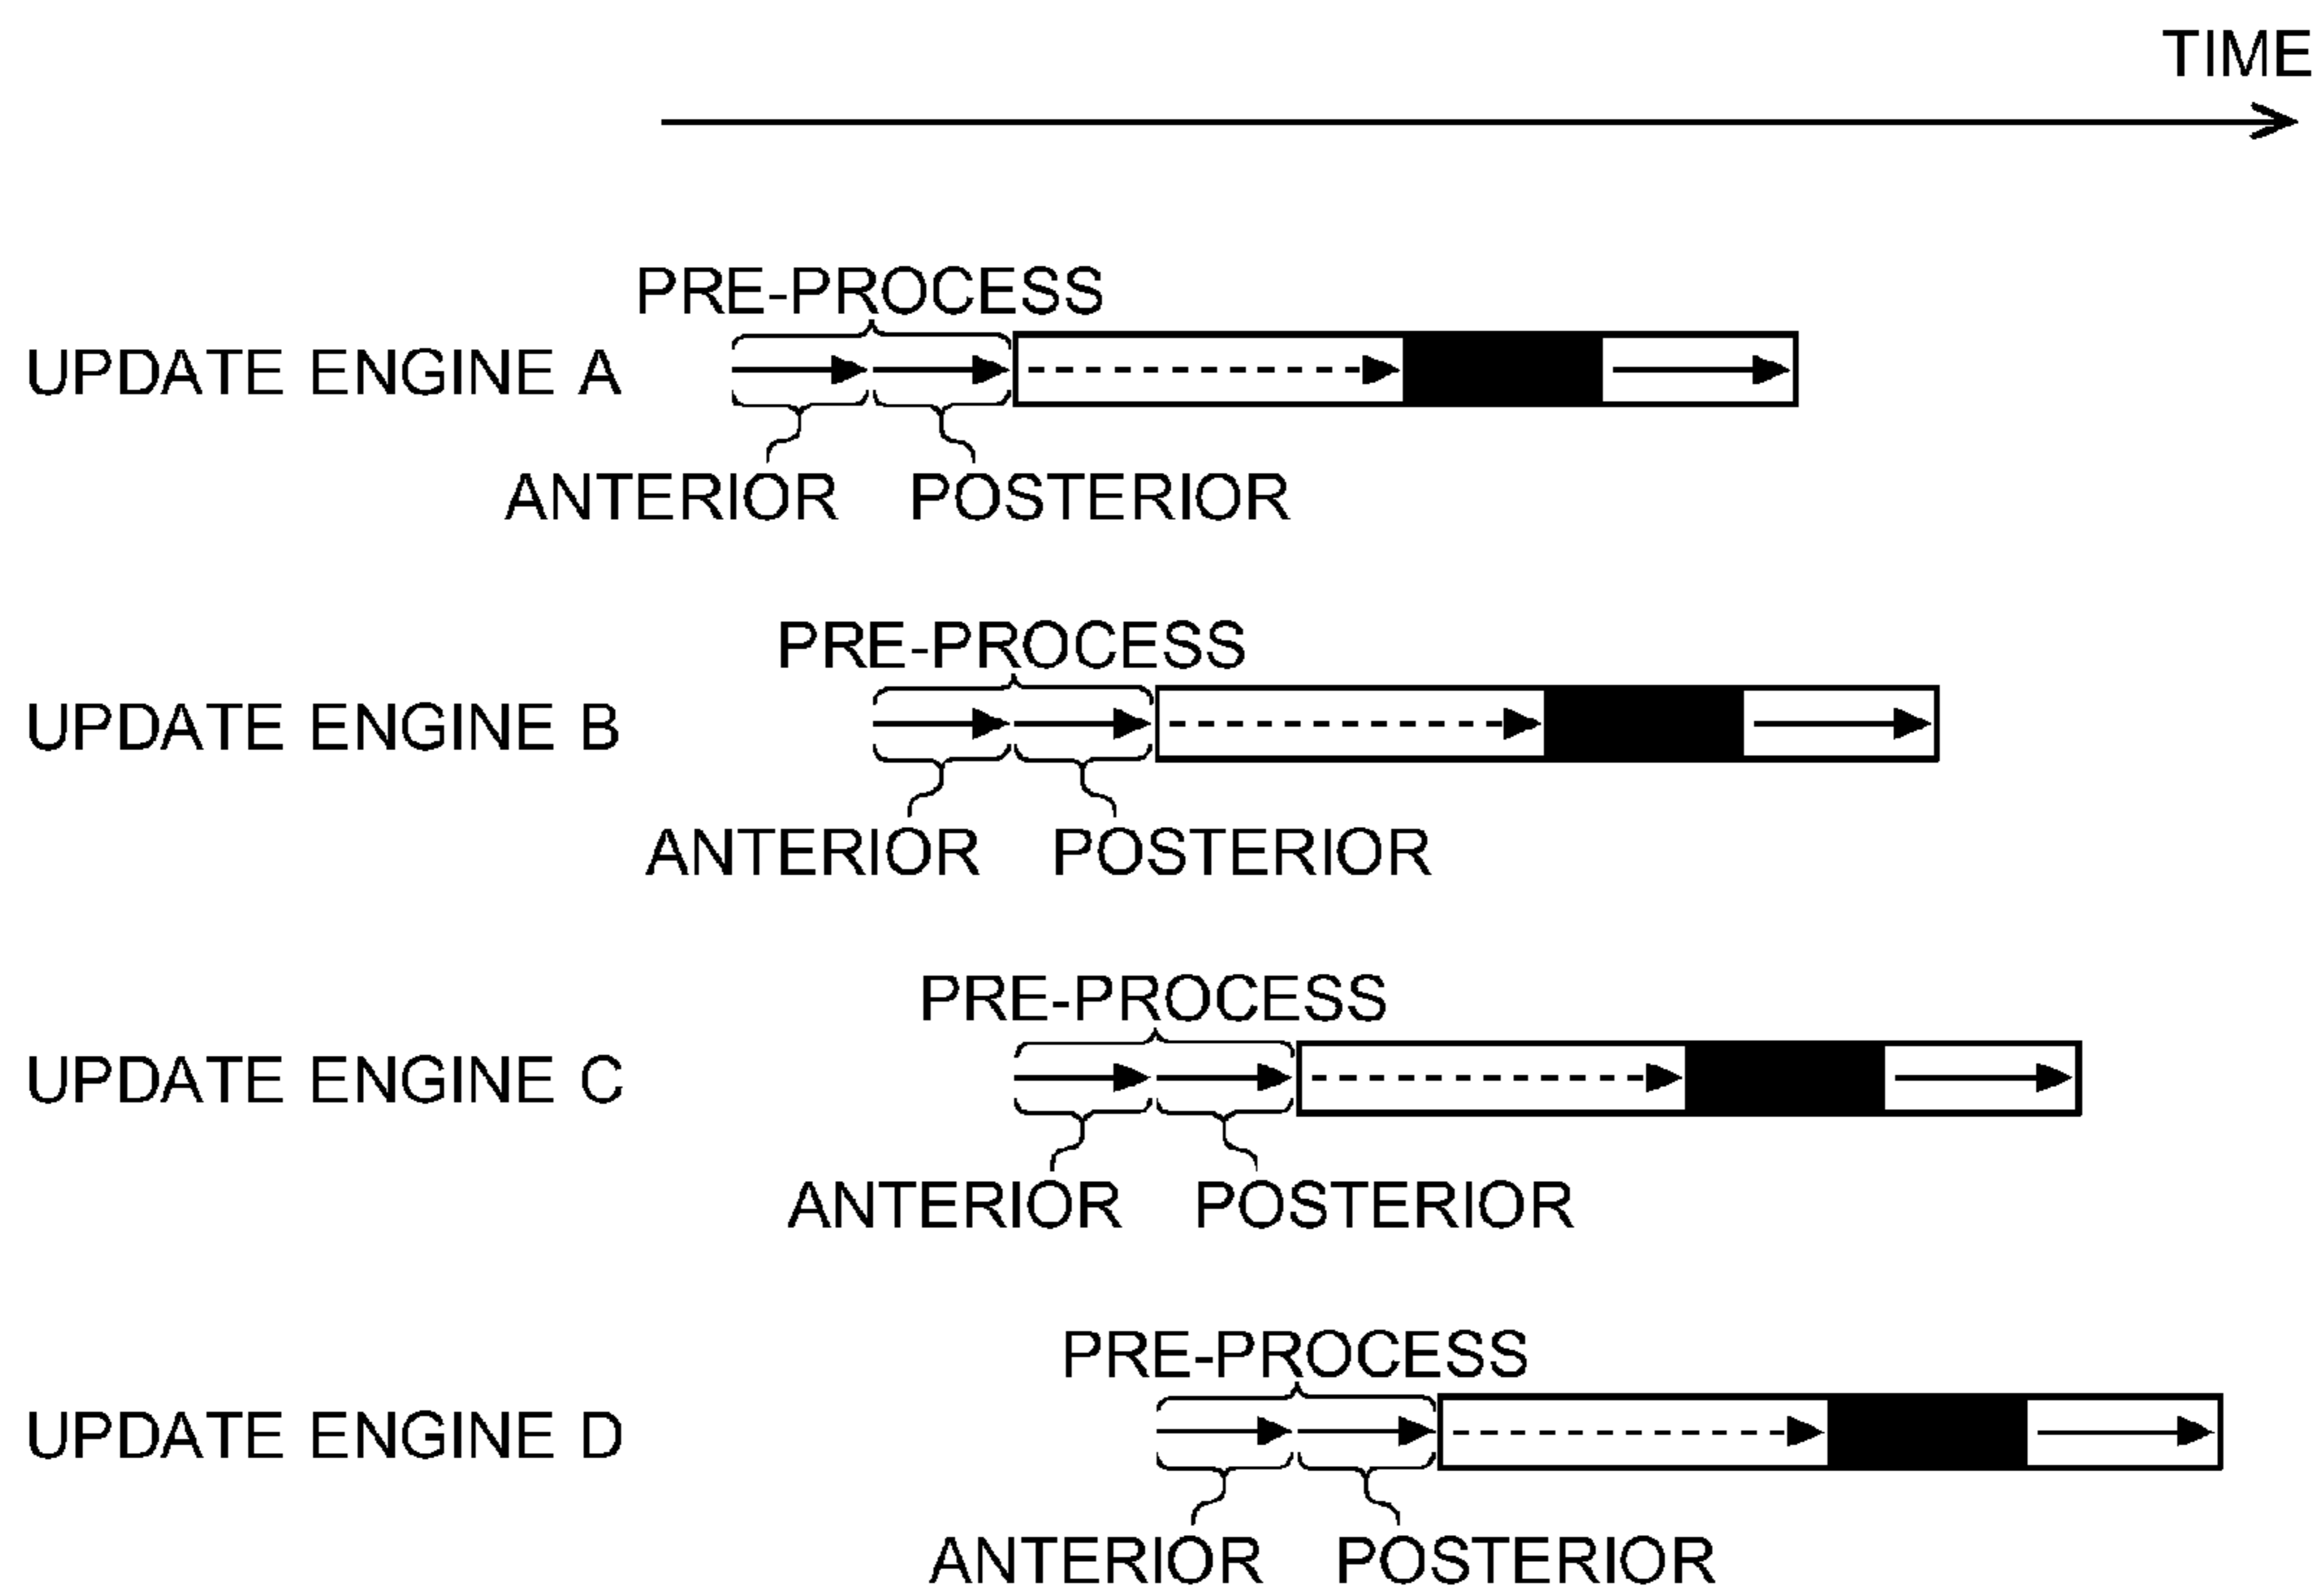 TIME
PRE-PROCESS
UPDATE ENGINE A
ANTERIOR POSTERIOR
PRE-PROCESS
UPDATE ENGINE B
ANTERIOR POSTERIOR
PRE-PROCESS
UPDATE ENGINE C
ANTERIOR POSTERIOR
PRE-PROCESS
UPDATE ENGINE D
ANTERIOR POSTERIOR